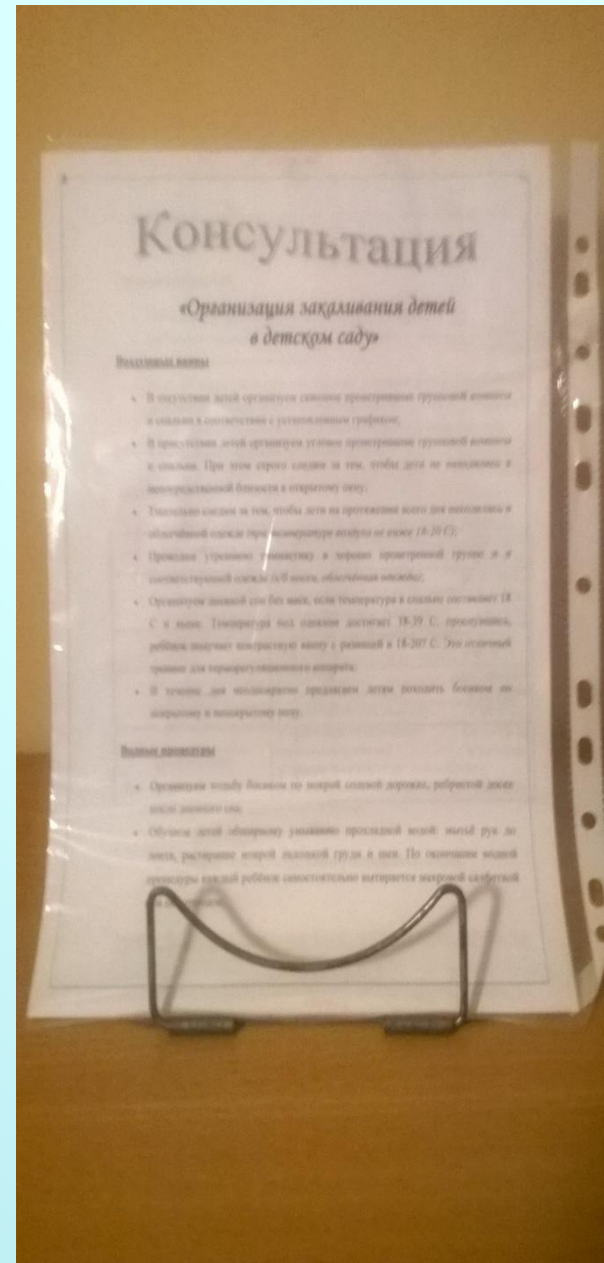 Консультация
«Организация закаливания детей
в детском саду»
Воздушные ванны
В отсутствии детей организуем сквозное проветривание групповой комнаты
и спальни в соответствии с установленным графиком;
В присутствии детей организуем угловое проветривание групповой комнаты
и спальни. При этом строго следим за тем, чтобы дети не находились в
непосредственной близости к открытому окну;
Тщательно следим за тем, чтобы дети на протяжении всего дня находились в
облегчённой одежде (при температуре воздуха не ниже 18-20 С);
Проводим утреннюю гимнастику в хорошо проветренной группе и в
соответствующей одежде (х/б носки, облегчённая одежда);
Организуем дневной сон без маек, если температура в спальне составляет 18
С и выше. Температура под одеялом достигает 38-39 С, проснувшись,
ребёнок получает контрастную ванну с разницей в 18-20? С. Это отличный
тренинг для терморегуляционного аппарата.
В течение дня неоднократно предлагаем детям походить босиком по
покрытому и непокрытому полу.
Водные процедуры
Организуем ходьбу босиком по мокрой солевой дорожке, ребристой доске
после дневного сна;
Обучаем детей обширному умыванию прохладной водой: мытьё рук до
локтя, растирание мокрой ладошкой груди и шеи. По окончании водной
процедуры каждый ребёнок самостоятельно вытирается махровой салфеткой